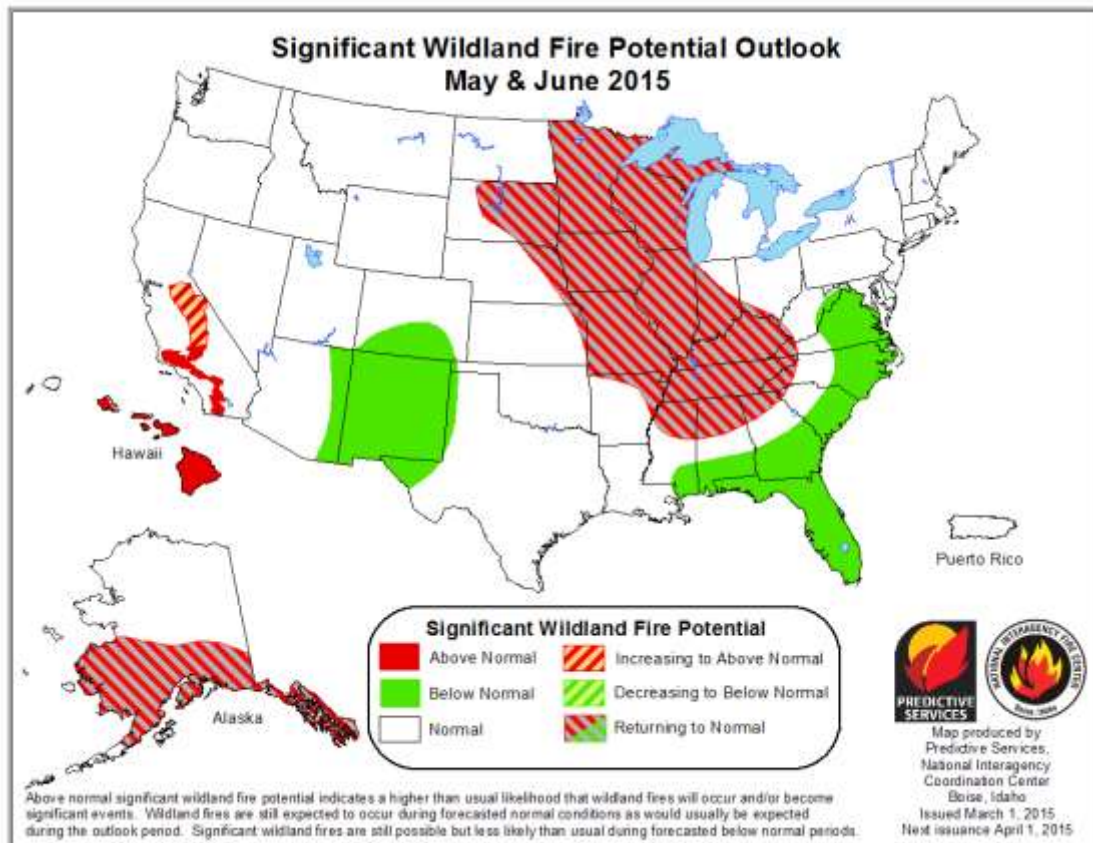 Significant Wildland Fire Potential Outlook
May & June 2015
Hawaii
Puerto Rico
Alaska
Significant Wildland Fire Potential
Above Normal
Increasing to Above Normal
Below Normal
Decreasing to Below Normal
Normal
Returning to Normal
PREDICTIVE
SERVICES
NATIONAL INTERAGENCY FIRE CENTER
Boise, Idaho
Map produced by
Predictive Services,
National Interagency
Coordination Center
Boise, Idaho
Issued March 1, 2015
Next issuance April 1, 2015
Above normal significant wildland fire potential indicates a higher than usual likelihood that wildland fires will occur and/or become
significant events. Wildland fires are still expected to occur during forecasted normal conditions as would usually be expected
during the outlook period. Significant wildland fires are still possible but less likely than usual during forecasted below normal periods.